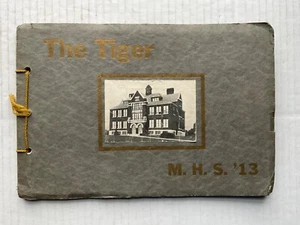 The Tiger
M. H. S. '13